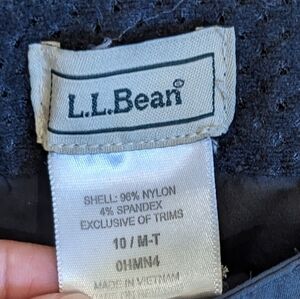 L.L.Bean®
SHELL: 96% NYLON
4% SPANDEX
EXCLUSIVE OF TRIMS
10 / M-T
0HMN4
MADE IN VIETNAM